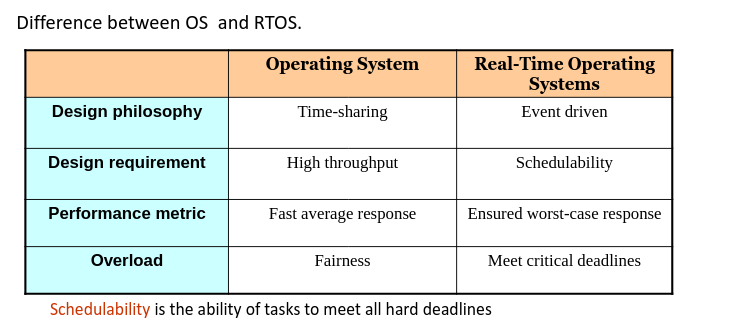 Difference between OS and RTOS.
Operating System
Real-Time Operating
Systems
Design philosophy
Time-sharing
Event driven
Design requirement
High throughput
Schedulability
Performance metric
Fast average response
Ensured worst-case response
Overload
Fairness
Meet critical deadlines
Schedulability is the ability of tasks to meet all hard deadlines